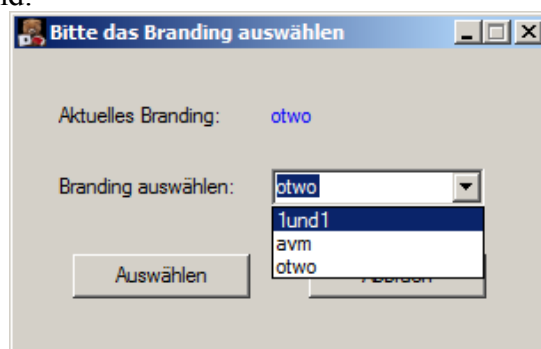 Bitte das Branding auswählen
Aktuelles Branding: otwo
Branding auswählen: otwo
1und1
avm
otwo
Auswählen